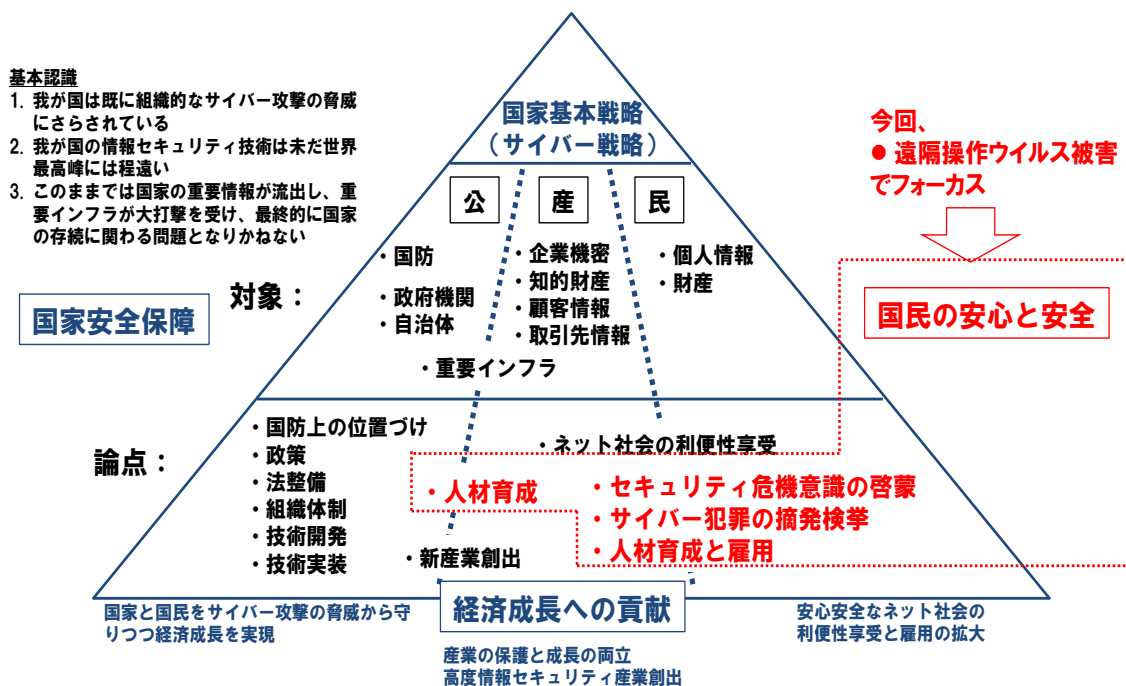 基本認識
1. 我が国は既に組織的なサイバー攻撃の脅威
にさらされている
2. 我が国の情報セキュリティ技術は未だ世界
最高峰には程遠い
3. このままでは国家の重要情報が流出し、重
要インフラが大打撃を受け、最終的に国家
の存続に関わる問題となりかねない
国家基本戦略
(サイバー戦略)
今回、
● 遠隔操作ウイルス被害
でフォーカス
公
産
民
国家安全保障
対象：
・国防
・政府機関
・自治体
・重要インフラ
・企業機密
・知的財産
・顧客情報
・取引先情報
・個人情報
・財産
国民の安心と安全
論点：
・国防上の位置づけ
・政策
・法整備
・組織体制
・技術開発
・技術実装
・人材育成
・新産業創出
・ネット社会の利便性享受
・セキュリティ危機意識の啓蒙
・サイバー犯罪の摘発検挙
・人材育成と雇用
国家と国民をサイバー攻撃の脅威から守
りつつ経済成長を実現
経済成長への貢献
産業の保護と成長の両立
高度情報セキュリティ産業創出
安心安全なネット社会の
利便性享受と雇用の拡大